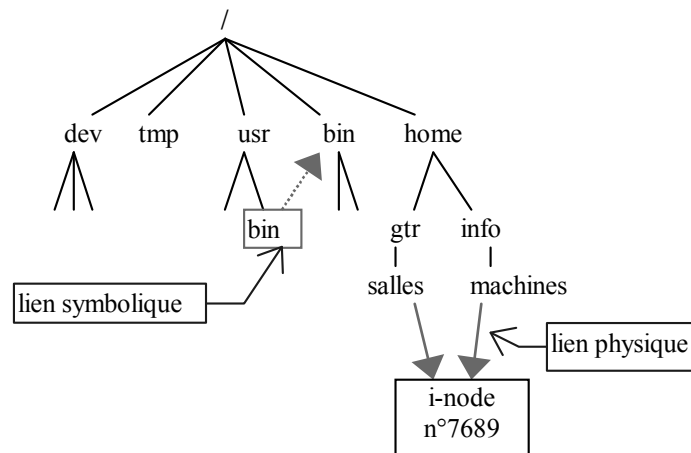 /
dev tmp usr bin home
bin
gtr info
lien symbolique
salles machines
lien physique
i-node
n°7689